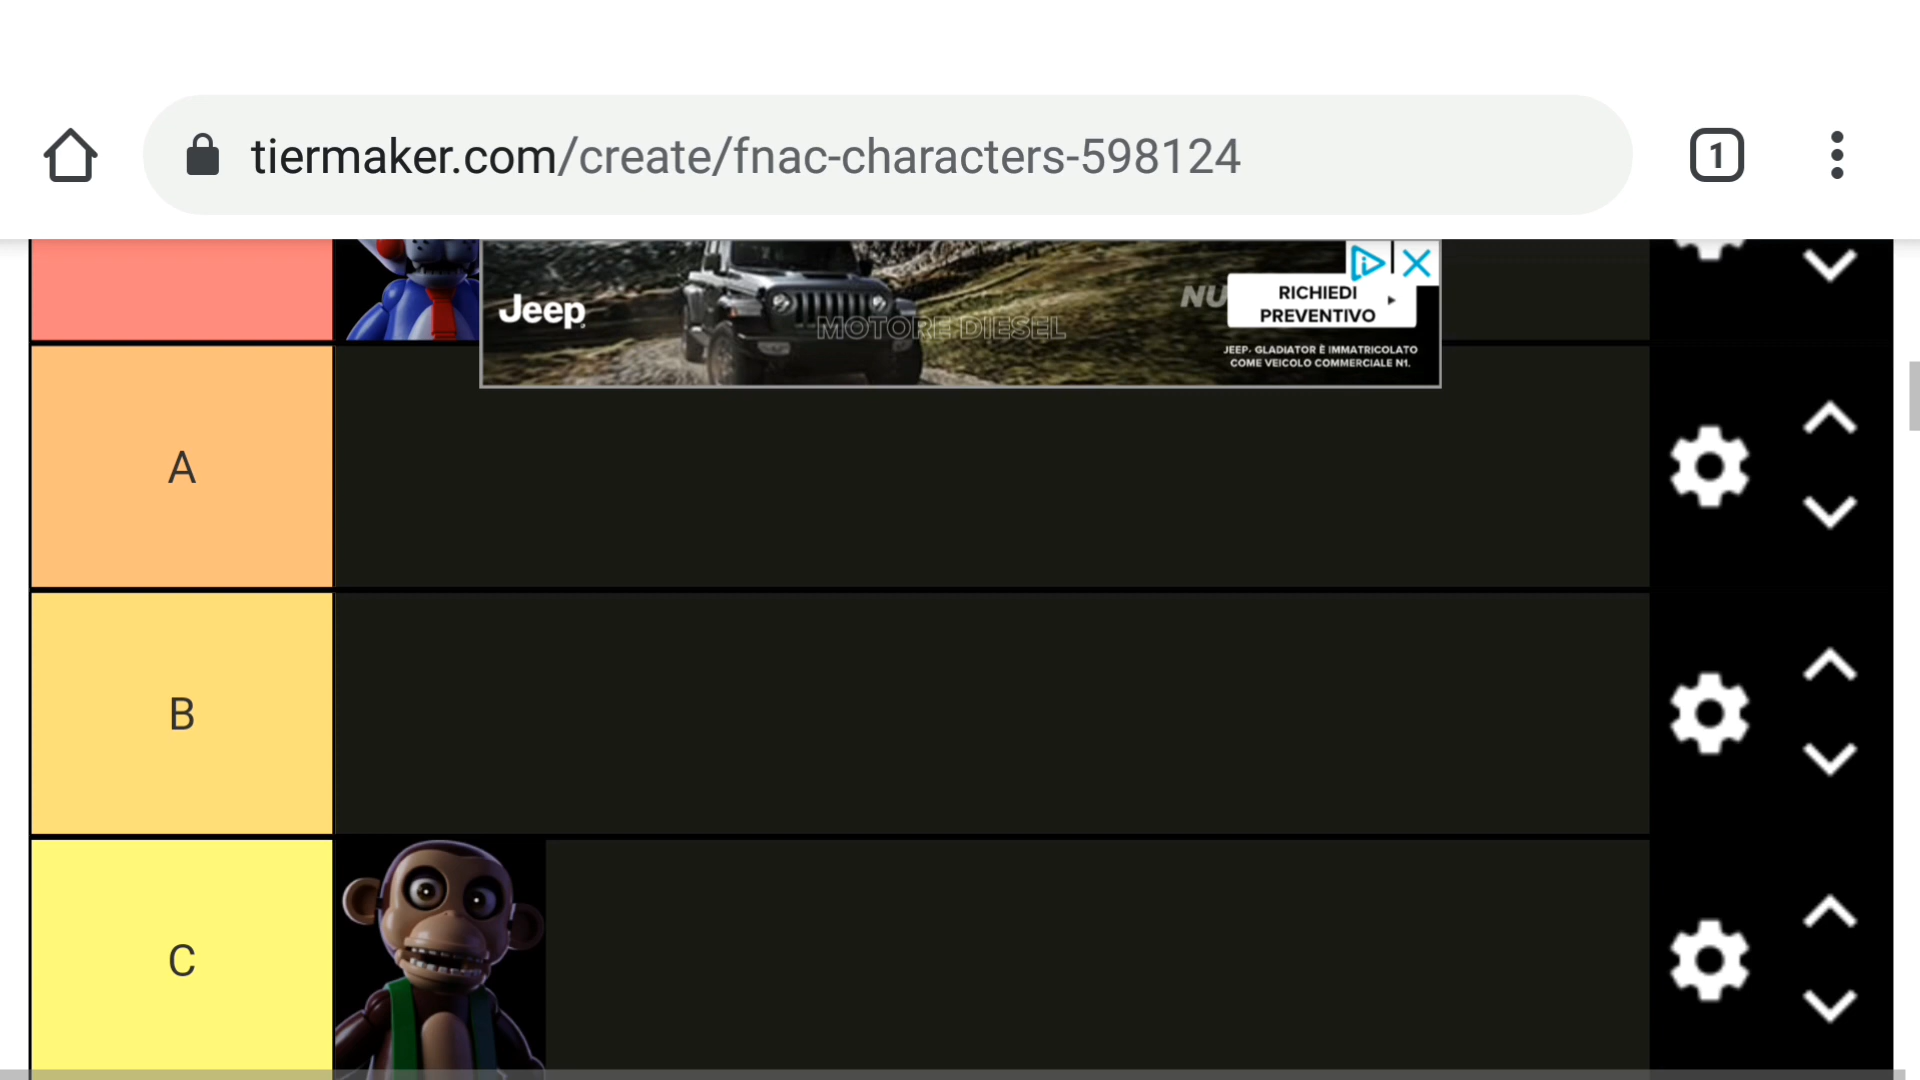 tiermaker.com/create/fnac-characters-598124
1
Jeep
MOTORE DIESEL
NU
RICHIEDI
PREVENTIVO
JEEP® GLADIATOR È IMMATRICOLATO
COME VEICOLO COMMERCIALE N1.
A
B
C